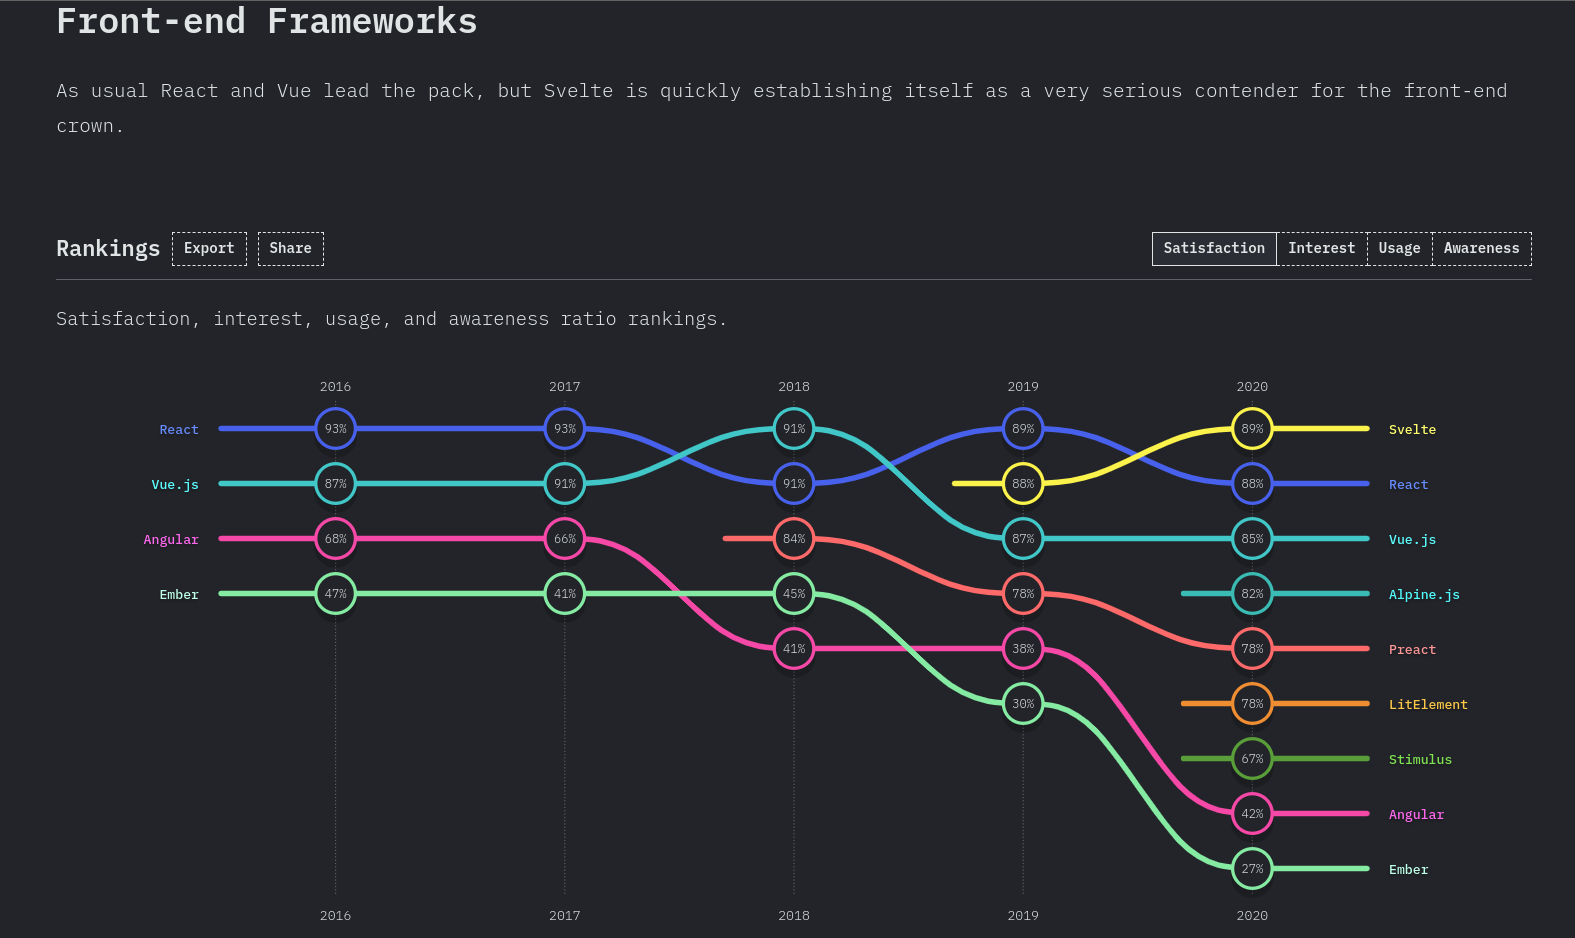 Front-end Frameworks
As usual React and Vue lead the pack, but Svelte is quickly establishing itself as a very serious contender for the front-end
crown.
Rankings Export Share Satisfaction Interest Usage Awareness
Satisfaction, interest, usage, and awareness ratio rankings.
2016 2017 2018 2019 2020
React 93% 93% 91% 89% 89% Svelte
Vue.js 87% 91% 91% 88% 88% React
Angular 68% 66% 84% 87% 85% Vue.js
Ember 47% 41% 45% 78% 82% Alpine.js
41% 38% 78% Preact
30% 78% LitElement
67% Stimulus
42% Angular
27% Ember
2016 2017 2018 2019 2020